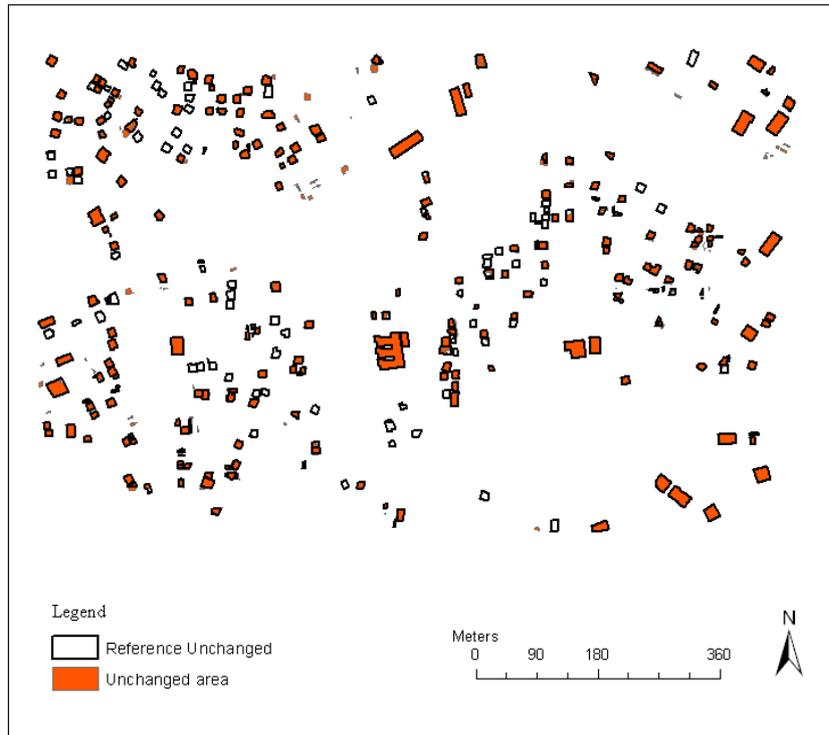 Legend
Reference Unchanged
Unchanged area
Meters
0 90 180 360
N